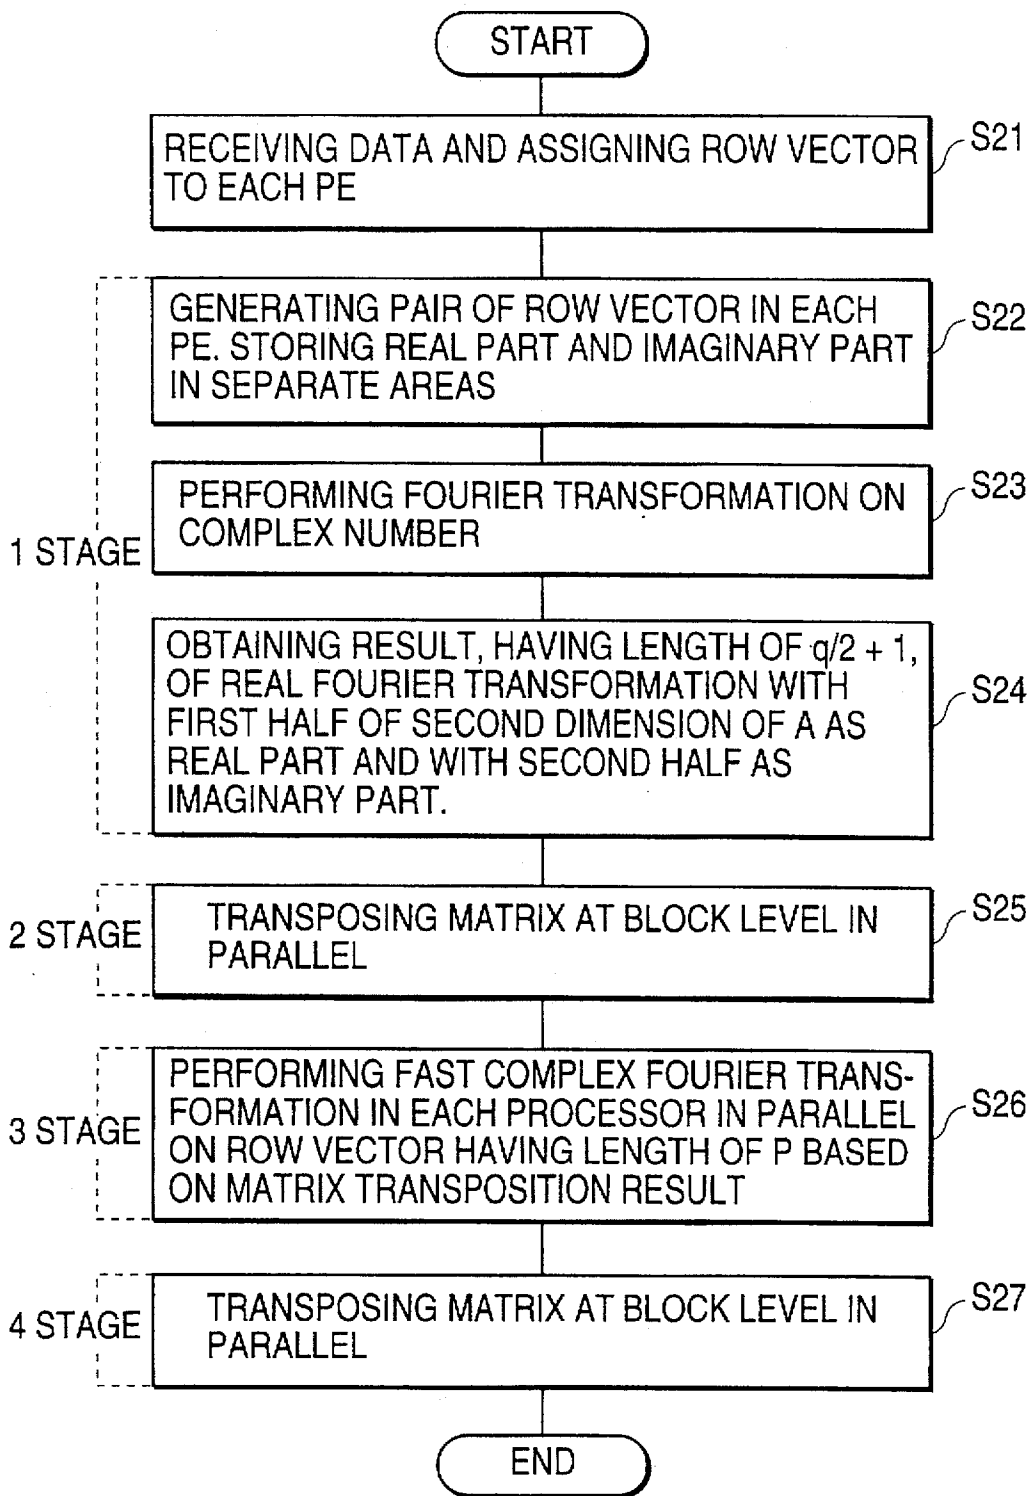 START
RECEIVING DATA AND ASSIGNING ROW VECTOR
TO EACH PE
S21
GENERATING PAIR OF ROW VECTOR IN EACH
PE. STORING REAL PART AND IMAGINARY PART
IN SEPARATE AREAS
S22
PERFORMING FOURIER TRANSFORMATION ON
COMPLEX NUMBER
S23
1 STAGE
OBTAINING RESULT, HAVING LENGTH OF q/2 + 1,
OF REAL FOURIER TRANSFORMATION WITH
FIRST HALF OF SECOND DIMENSION OF A AS
REAL PART AND WITH SECOND HALF AS
IMAGINARY PART.
S24
2 STAGE
TRANSPOSING MATRIX AT BLOCK LEVEL IN
PARALLEL
S25
3 STAGE
PERFORMING FAST COMPLEX FOURIER TRANS-
FORMATION IN EACH PROCESSOR IN PARALLEL
ON ROW VECTOR HAVING LENGTH OF P BASED
ON MATRIX TRANSPOSITION RESULT
S26
4 STAGE
TRANSPOSING MATRIX AT BLOCK LEVEL IN
PARALLEL
S27
END